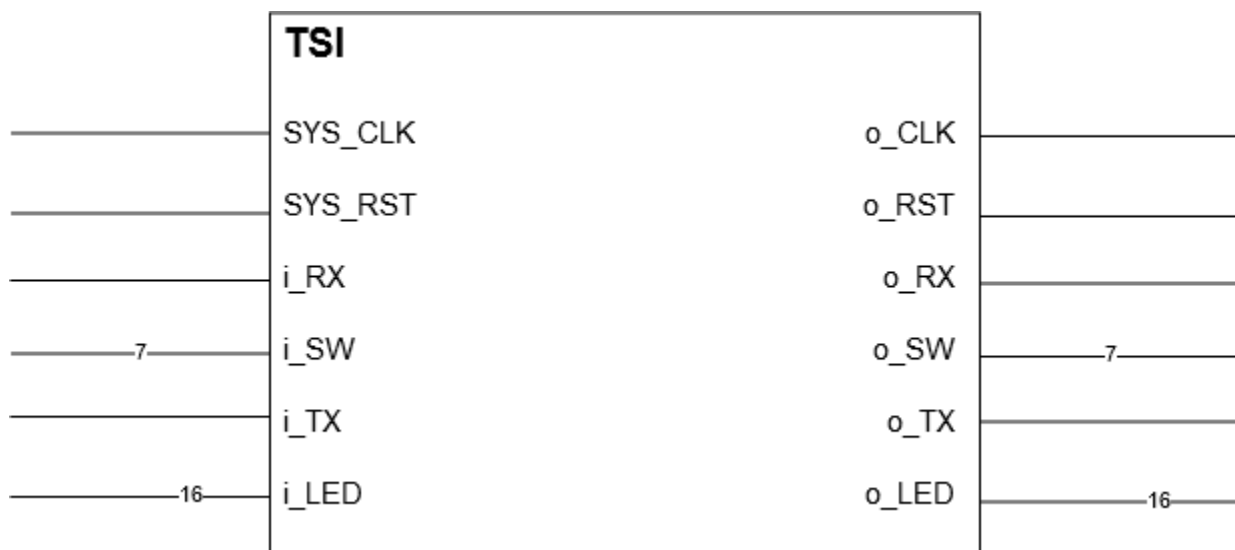 TSI
SYS_CLK o_CLK
SYS_RST o_RST
i_RX o_RX
7 i_SW o_SW 7
i_TX o_TX
16 i_LED o_LED 16